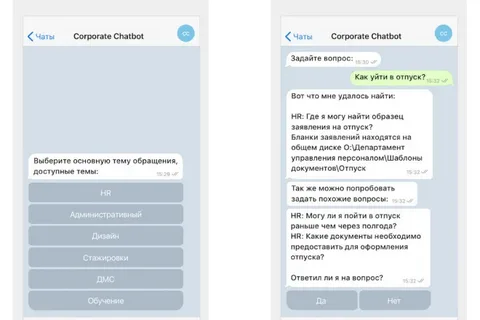 Чаты
Corporate Chatbot
CC
Выберите основную тему обращения,
доступные темы:
15:29
HR
Административный
Дизайн
Стажировки
ДМС
Обучение
Чаты
Corporate Chatbot
CC
Задайте вопрос:
15:30
Как уйти в отпуск?
15:32
Вот что мне удалось найти:
HR: Где я могу найти образец
заявления на отпуск?
Бланки заявлений находятся на
общем диске O:\Департамент
управления персоналом\Шаблоны
документов\Отпуск
15:32
Так же можно попробовать
задать похожие вопросы:
15:32
HR: Могу ли я пойти в отпуск
раньше чем через полгода?
HR: Какие документы необходимо
предоставить для оформления
отпуска?
Ответил ли я на вопрос?
15:32
Да
Нет